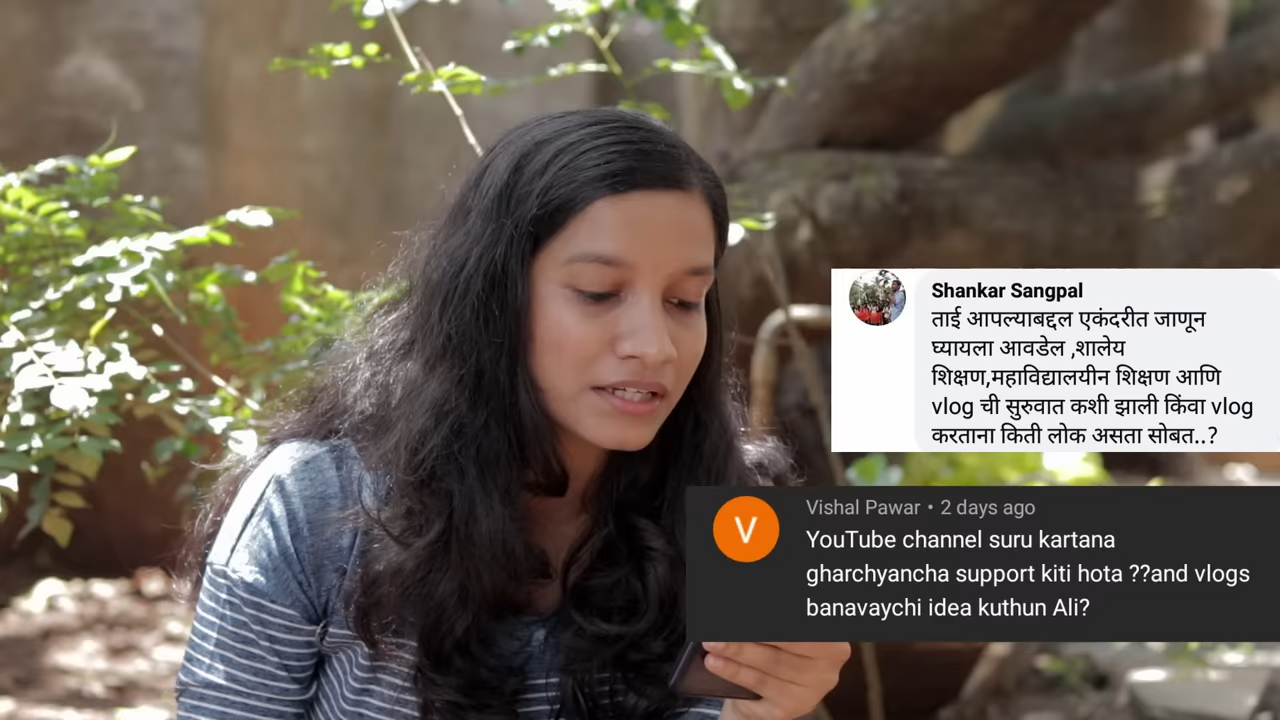 Shankar Sangpal
ताई आपल्याबद्दल एकंदरीत जाणून
घ्यायला आवडेल ,शालेय
शिक्षण,महाविद्यालयीन शिक्षण आणि
vlog ची सुरुवात कशी झाली किंवा vlog
करताना किती लोक असता सोबत..?
V
Vishal Pawar • 2 days ago
YouTube channel suru kartana
gharchyancha support kiti hota ??and vlogs
banavaychi idea kuthun Ali?